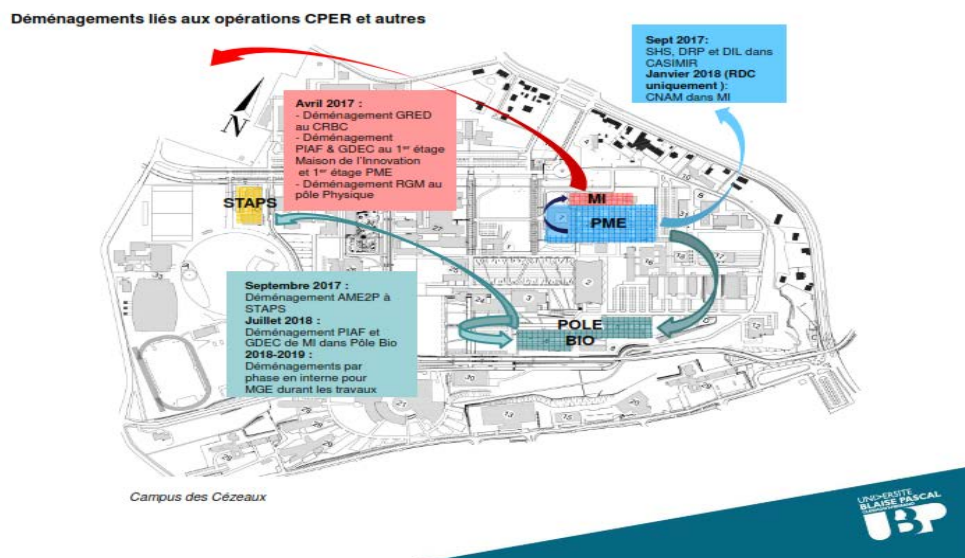 Déménagements liés aux opérations CPER et autres
Sept 2017:
SHS, DRP et DIL dans
CASIMIR
Janvier 2018 (RDC
uniquement ):
CNAM dans MI
Avril 2017 :
- Déménagement GRED
au CRBC
- Déménagement
PIAF & GDEC au 1er étage
Maison de l'Innovation
et 1er étage PME
- Déménagement RGM au
pôle Physique
N
STAPS
MI
PME
Septembre 2017 :
Déménagement AME2P à
STAPS
Juillet 2018 :
Déménagement PIAF et
GDEC de MI dans Pôle Bio
2018-2019 :
Déménagements par
phase en interne pour
MGE durant les travaux
POLE
BIO
Campus des Cézeaux
UNIVERSITE
BLAISE PASCAL
UBP